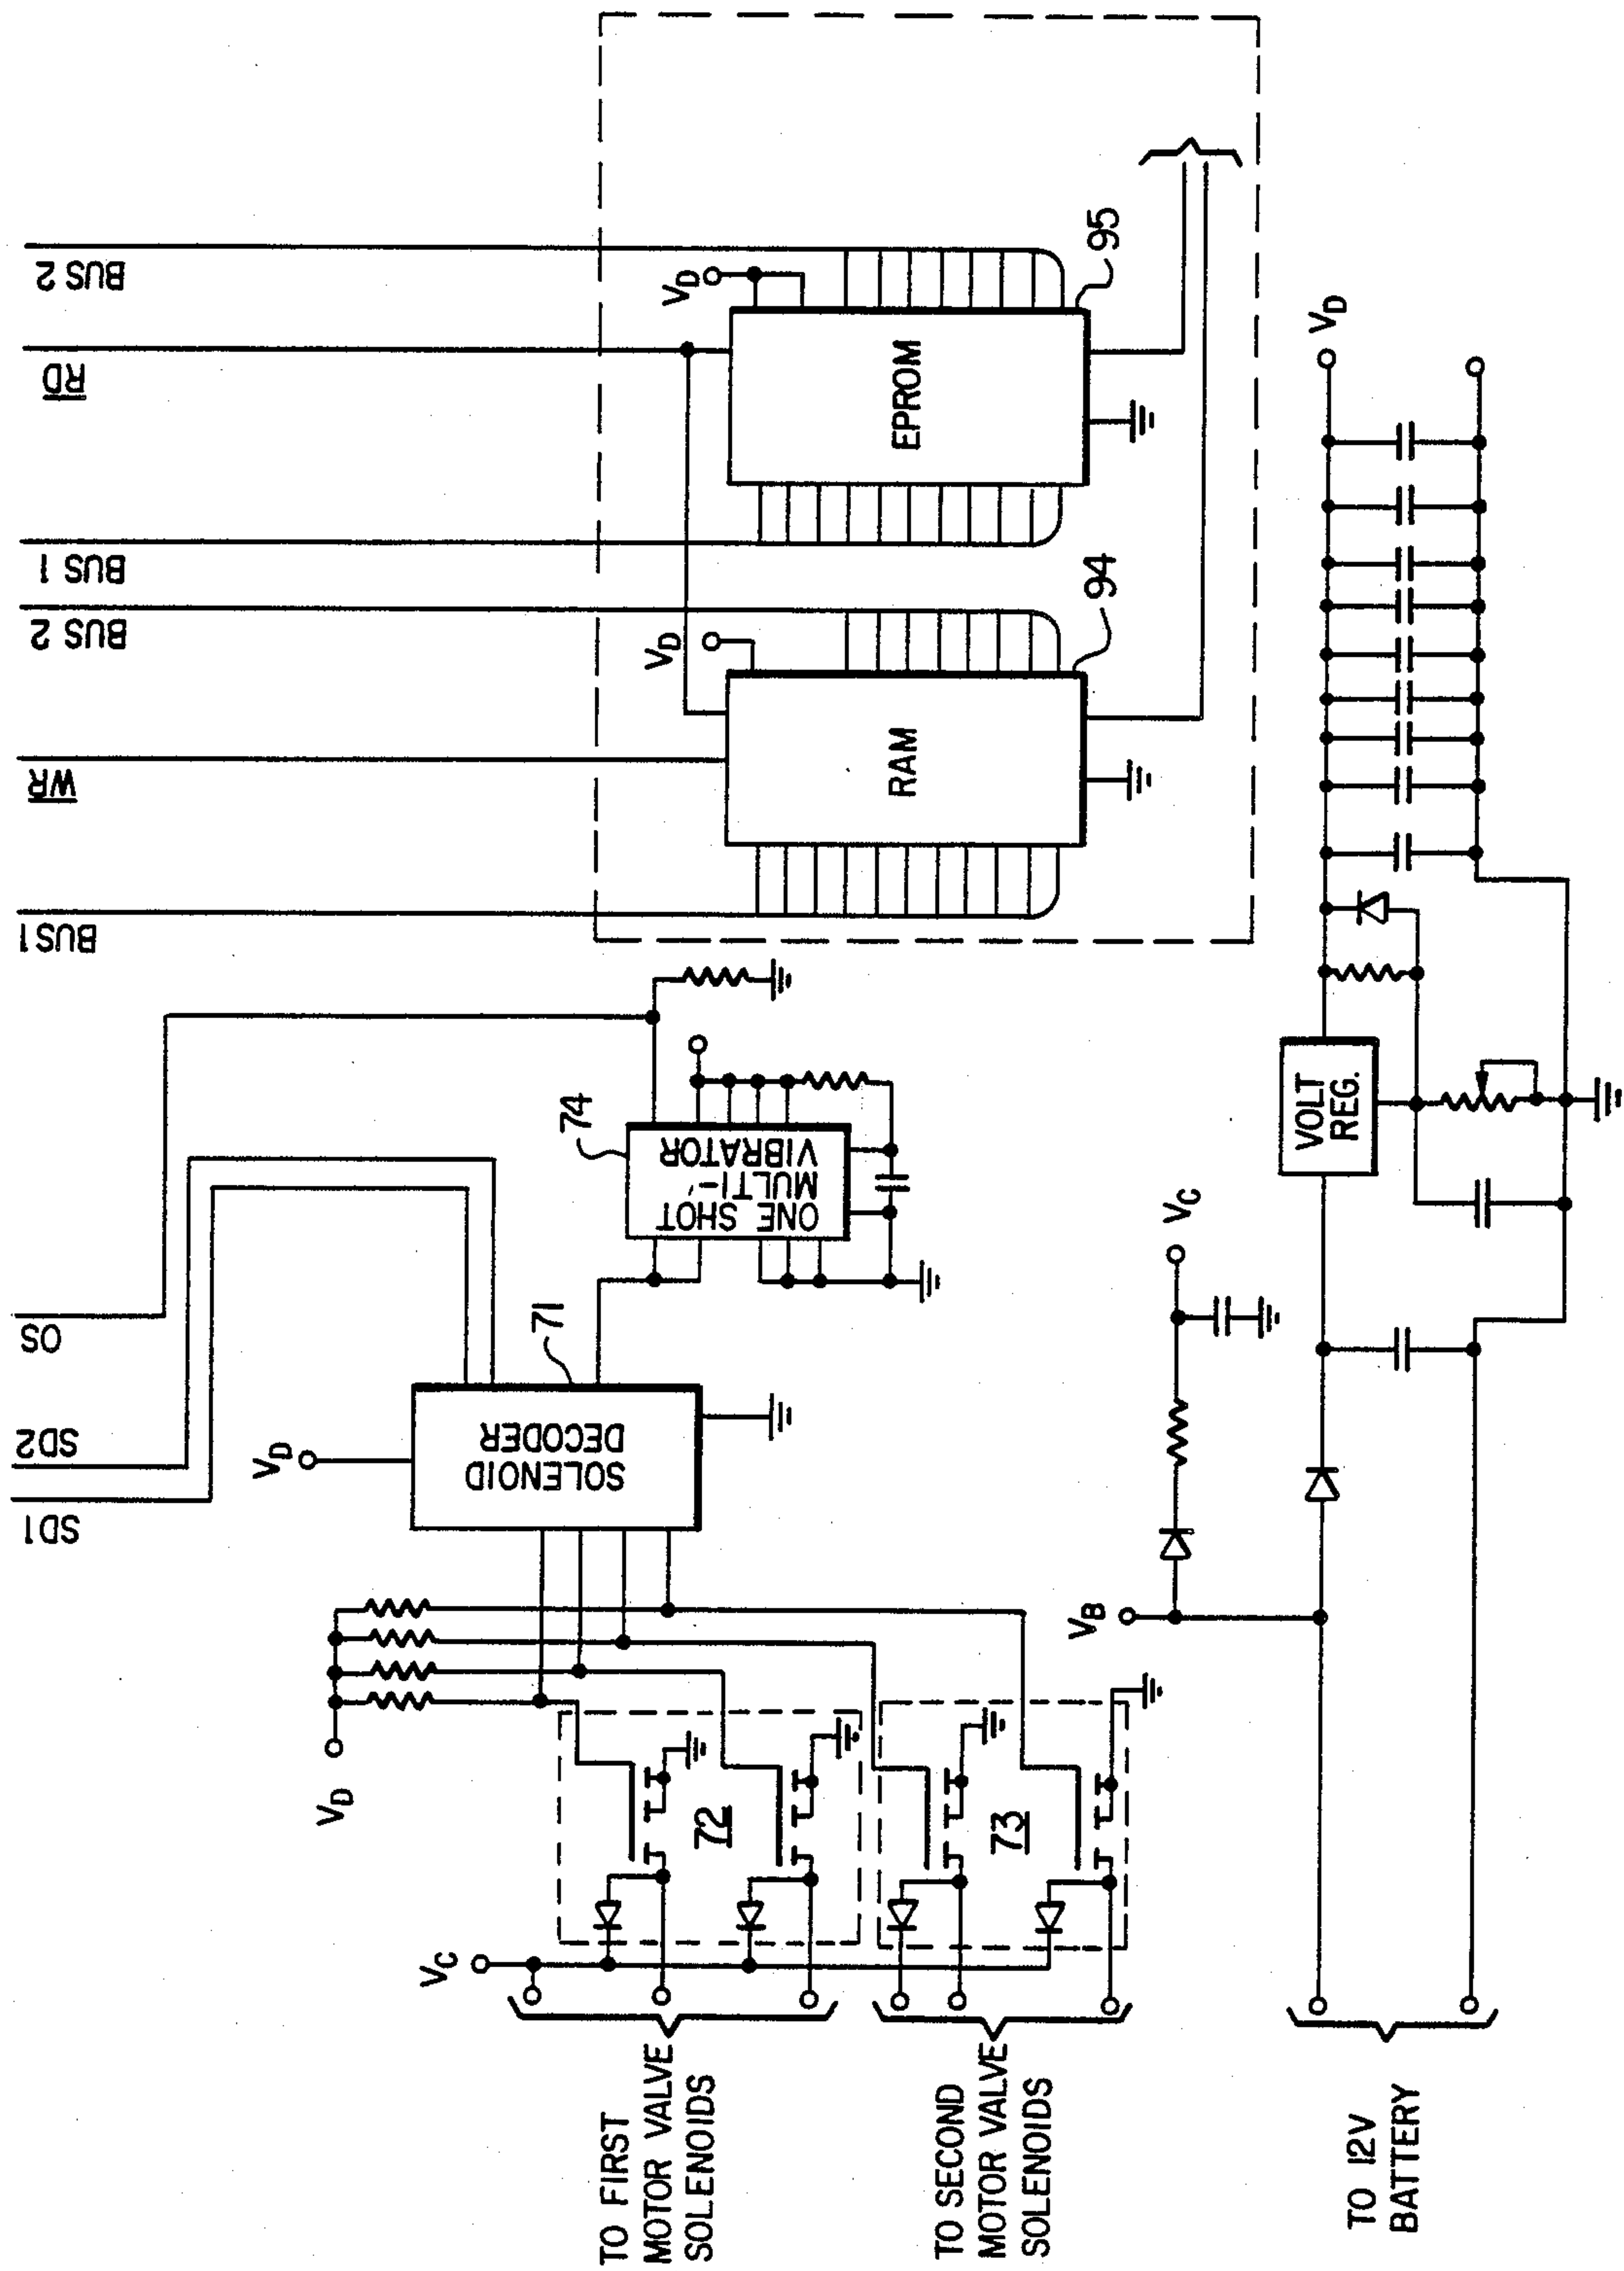 BUS 2
RD
BUS 1
BUS 2
WR
BUS1
OS
SD2
SD1
VD
95
EPROM
VD
94
RAM
74
ONE SHOT
MULTI-
VIBRATOR
71
VD
SOLENOID
DECODER
VD
72
73
VC
TO FIRST
MOTOR VALVE
SOLENOIDS
TO SECOND
MOTOR VALVE
SOLENOIDS
VB
VC
VOLT
REG.
VD
TO 12V
BATTERY